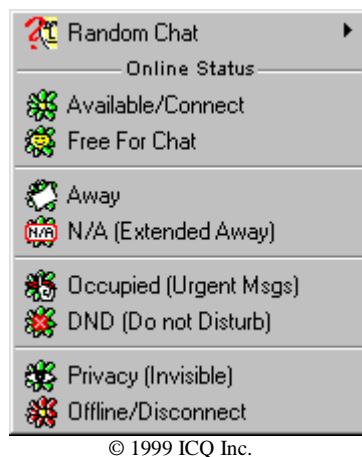 Random Chat
Online Status
Available/Connect
Free For Chat
Away
N/A (Extended Away)
Occupied (Urgent Msgs)
DND (Do not Disturb)
Privacy (Invisible)
Offline/Disconnect
© 1999 ICQ Inc.